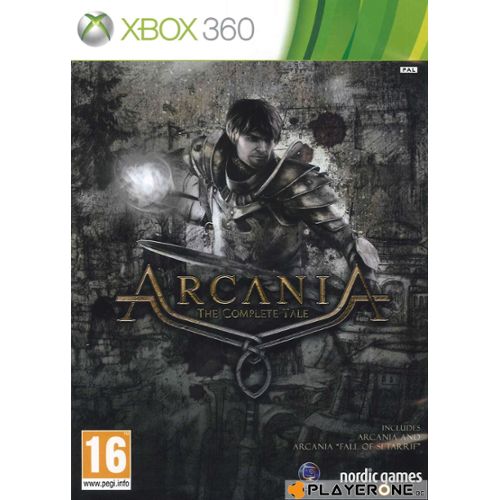 XBOX 360
PAL
ARCANIA
THE COMPLETE TALE
INCLUDES
ARCANIA AND
ARCANIA "FALL OF SETARRIF"
16
www.pegi.info
nordic games
PLAYERONE.BE